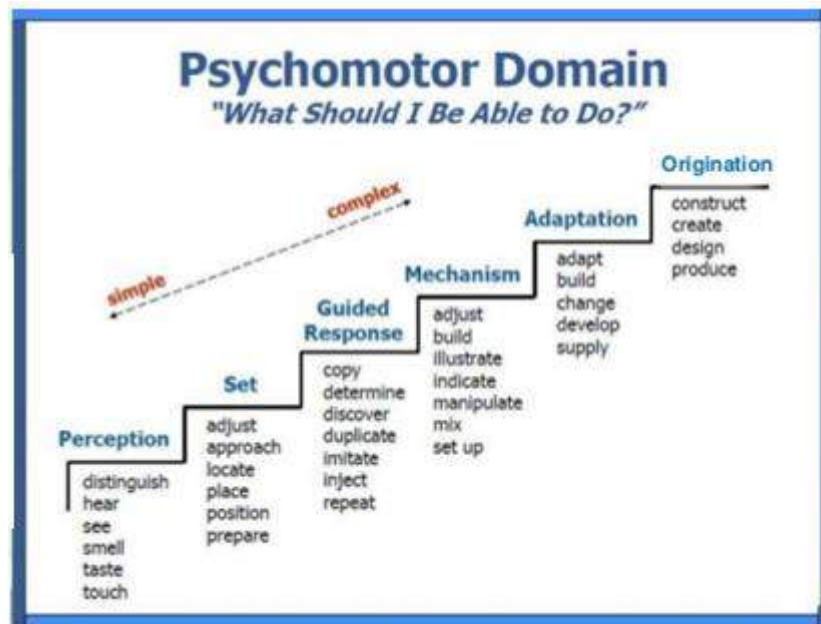 Psychomotor Domain
"What Should I Be Able to Do?"
simple
complex
Perception
distinguish
hear
see
smell
taste
touch
Set
adjust
approach
locate
place
position
prepare
Guided
Response
copy
determine
discover
duplicate
imitate
inject
repeat
Mechanism
adjust
build
illustrate
indicate
manipulate
mix
set up
Adaptation
adapt
build
change
develop
supply
Origination
construct
create
design
produce